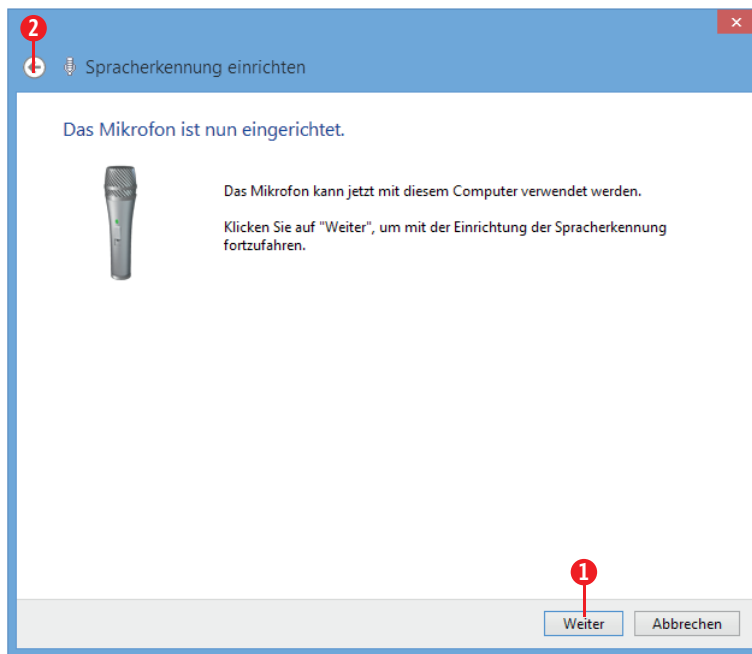 2
Spracherkennung einrichten
Das Mikrofon ist nun eingerichtet.
Das Mikrofon kann jetzt mit diesem Computer verwendet werden.
Klicken Sie auf "Weiter", um mit der Einrichtung der Spracherkennung
fortzufahren.
1
Weiter Abbrechen